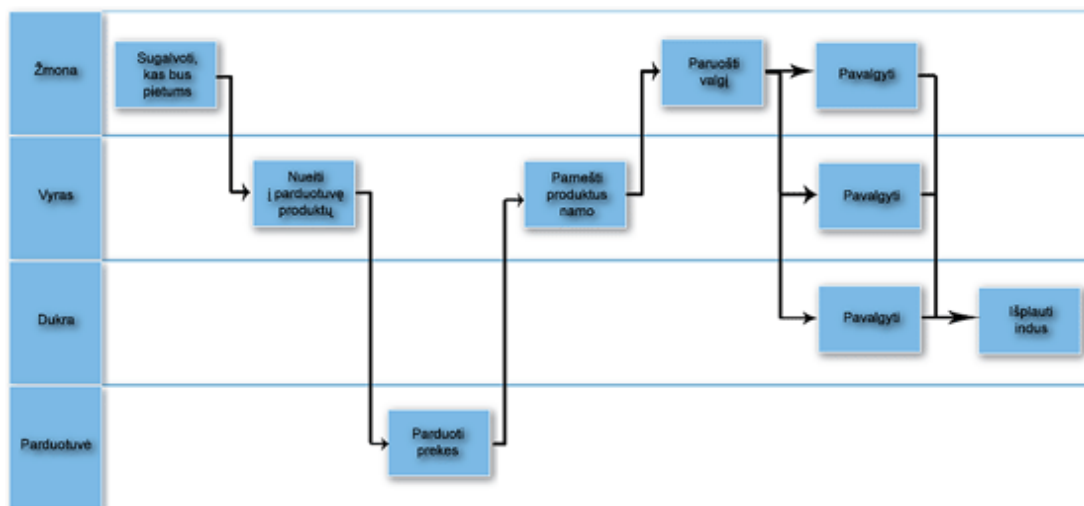 Žmona
Sugalvoti,
kas bus
pietums
Paruošti
valgį
Pavalgyti
Vyras
Nueiti
į parduotuvę
produktų
Parnešti
produktus
namo
Pavalgyti
Dukra
Pavalgyti
Išplauti
indus
Parduotuvė
Parduoti
prekes